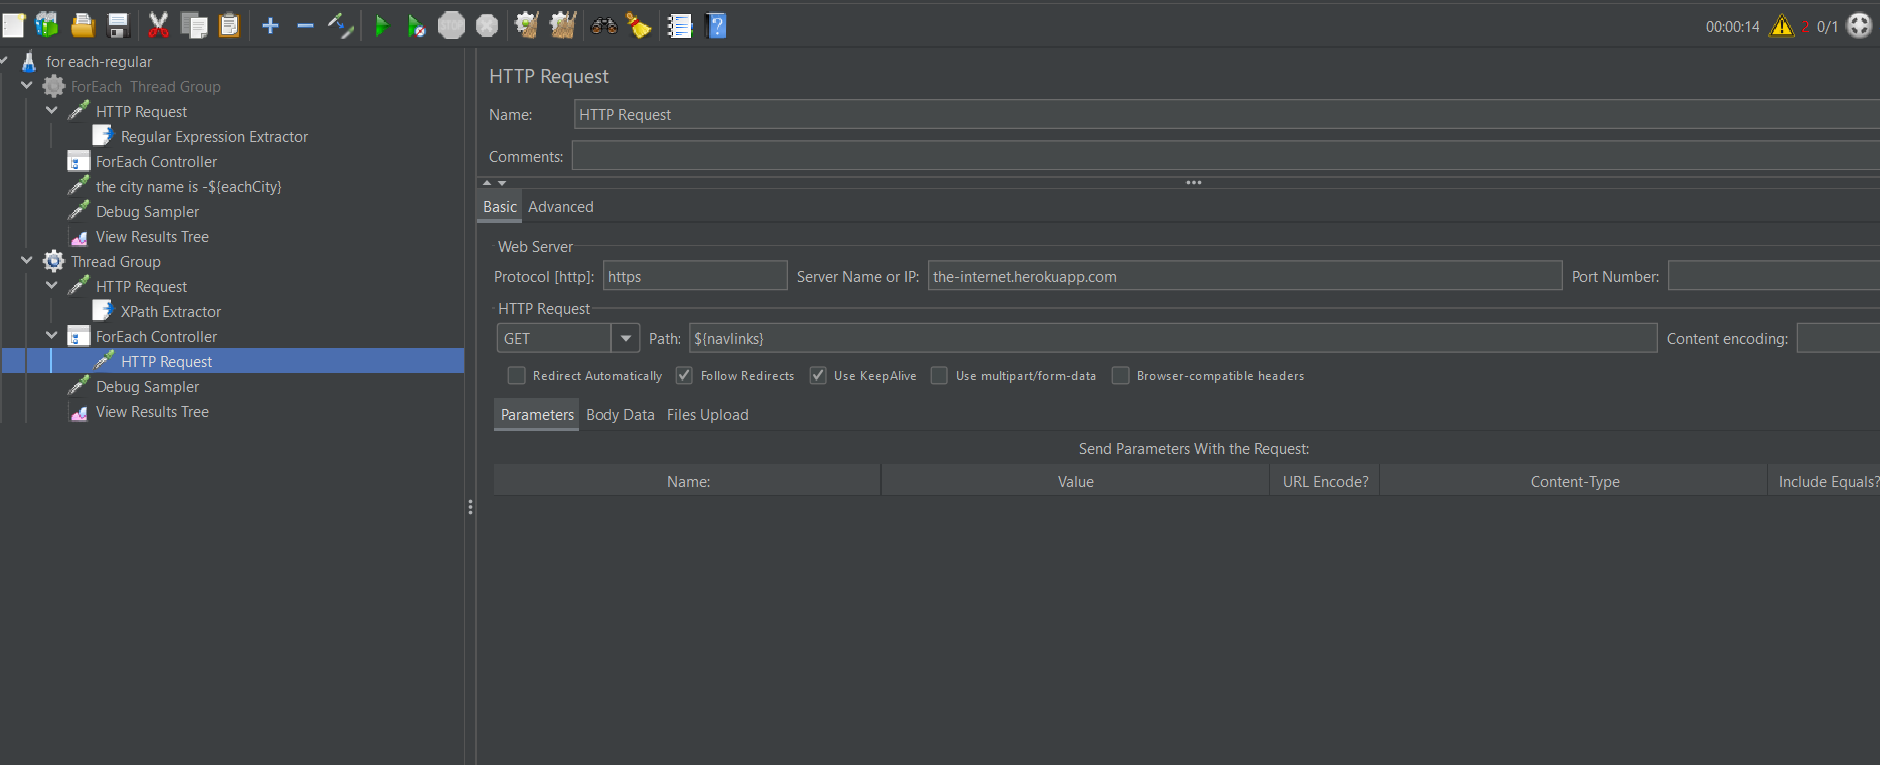 00:00:14 2 0/1
for each-regular
ForEach Thread Group
HTTP Request
Regular Expression Extractor
ForEach Controller
the city name is -${eachCity}
Debug Sampler
View Results Tree
Thread Group
HTTP Request
XPath Extractor
ForEach Controller
HTTP Request
Debug Sampler
View Results Tree
HTTP Request
Name: HTTP Request
Comments:
Basic Advanced
Web Server
Protocol [http]: https Server Name or IP: the-internet.herokuapp.com Port Number:
HTTP Request
GET Path: ${navlinks} Content encoding:
Redirect Automatically Follow Redirects Use KeepAlive Use multipart/form-data Browser-compatible headers
Parameters Body Data Files Upload
Send Parameters With the Request:
Name: Value URL Encode? Content-Type Include Equals?